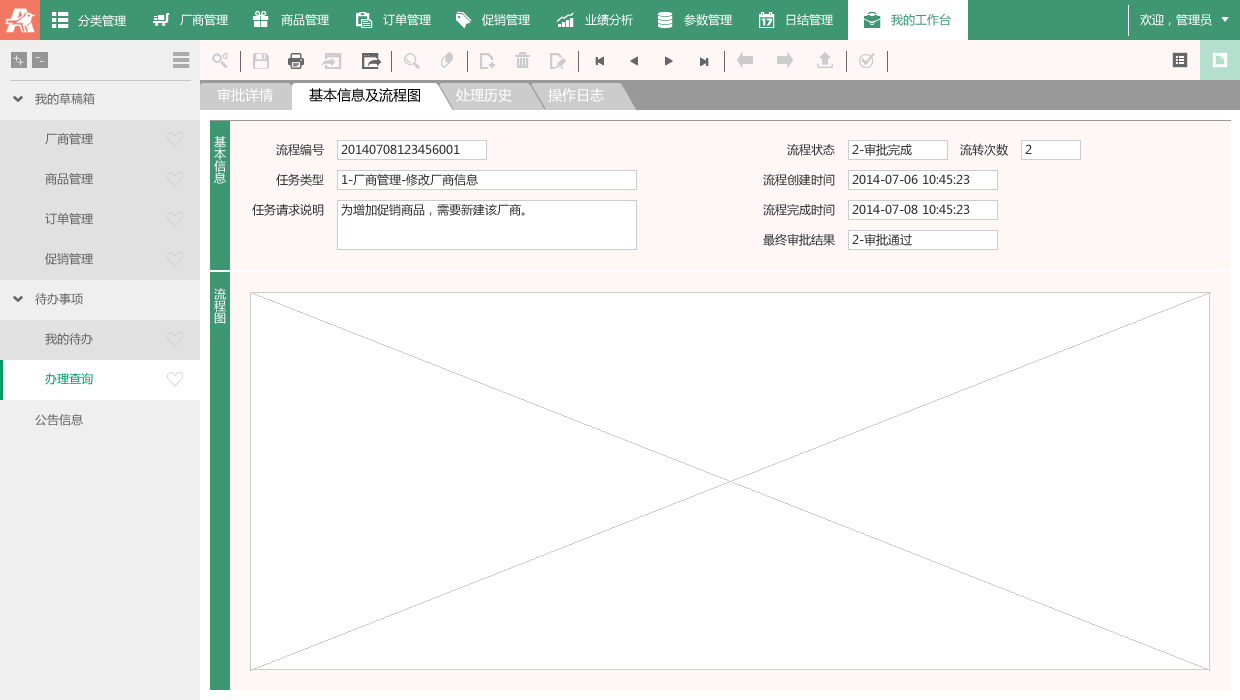 分类管理 厂商管理 商品管理 订单管理 促销管理 业绩分析 参数管理 日结管理 我的工作台 欢迎，管理员
我的草稿箱
厂商管理
商品管理
订单管理
促销管理
待办事项
我的待办
办理查询
公告信息
审批详情 基本信息及流程图 处理历史 操作日志
基本信息
流程编号 20140708123456001 流程状态 2-审批完成 流转次数 2
任务类型 1-厂商管理-修改厂商信息 流程创建时间 2014-07-06 10:45:23
任务请求说明 为增加促销商品，需要新建该厂商。 流程完成时间 2014-07-08 10:45:23
最终审批结果 2-审批通过
流程图